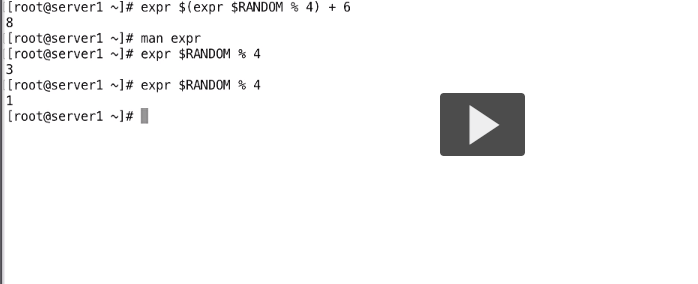 [root@server1 ~]# expr $(expr $RANDOM % 4) + 6
8
[root@server1 ~]# man expr
[root@server1 ~]# expr $RANDOM % 4
3
[root@server1 ~]# expr $RANDOM % 4
1
[root@server1 ~]#